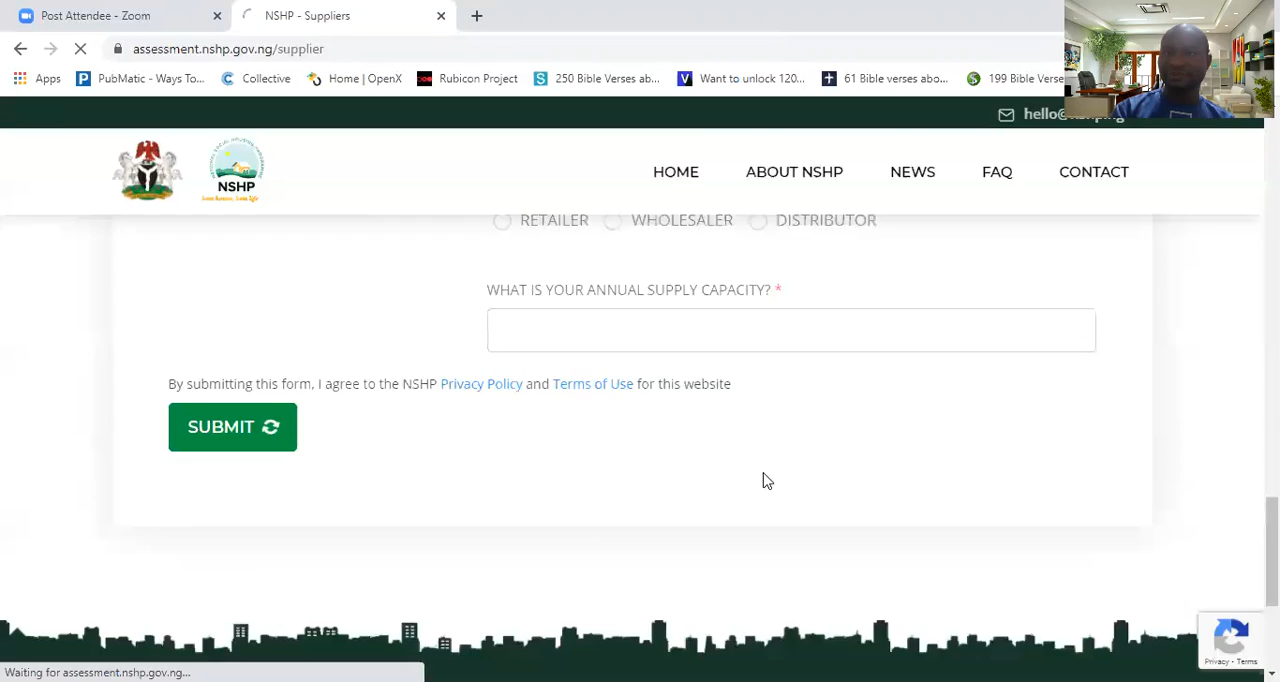 Post Attendee - Zoom
NSHP - Suppliers
assessment.nshp.gov.ng/supplier
Apps
PubMatic - Ways To...
Collective
Home | OpenX
Rubicon Project
250 Bible Verses ab...
Want to unlock 120...
61 Bible verses abo...
199 Bible Verse
NSHP
HOME
ABOUT NSHP
NEWS
FAQ
CONTACT
RETAILER
WHOLESALER
DISTRIBUTOR
WHAT IS YOUR ANNUAL SUPPLY CAPACITY? *
By submitting this form, I agree to the NSHP Privacy Policy and Terms of Use for this website
SUBMIT
Privacy - Terms
Waiting for assessment.nshp.gov.ng...